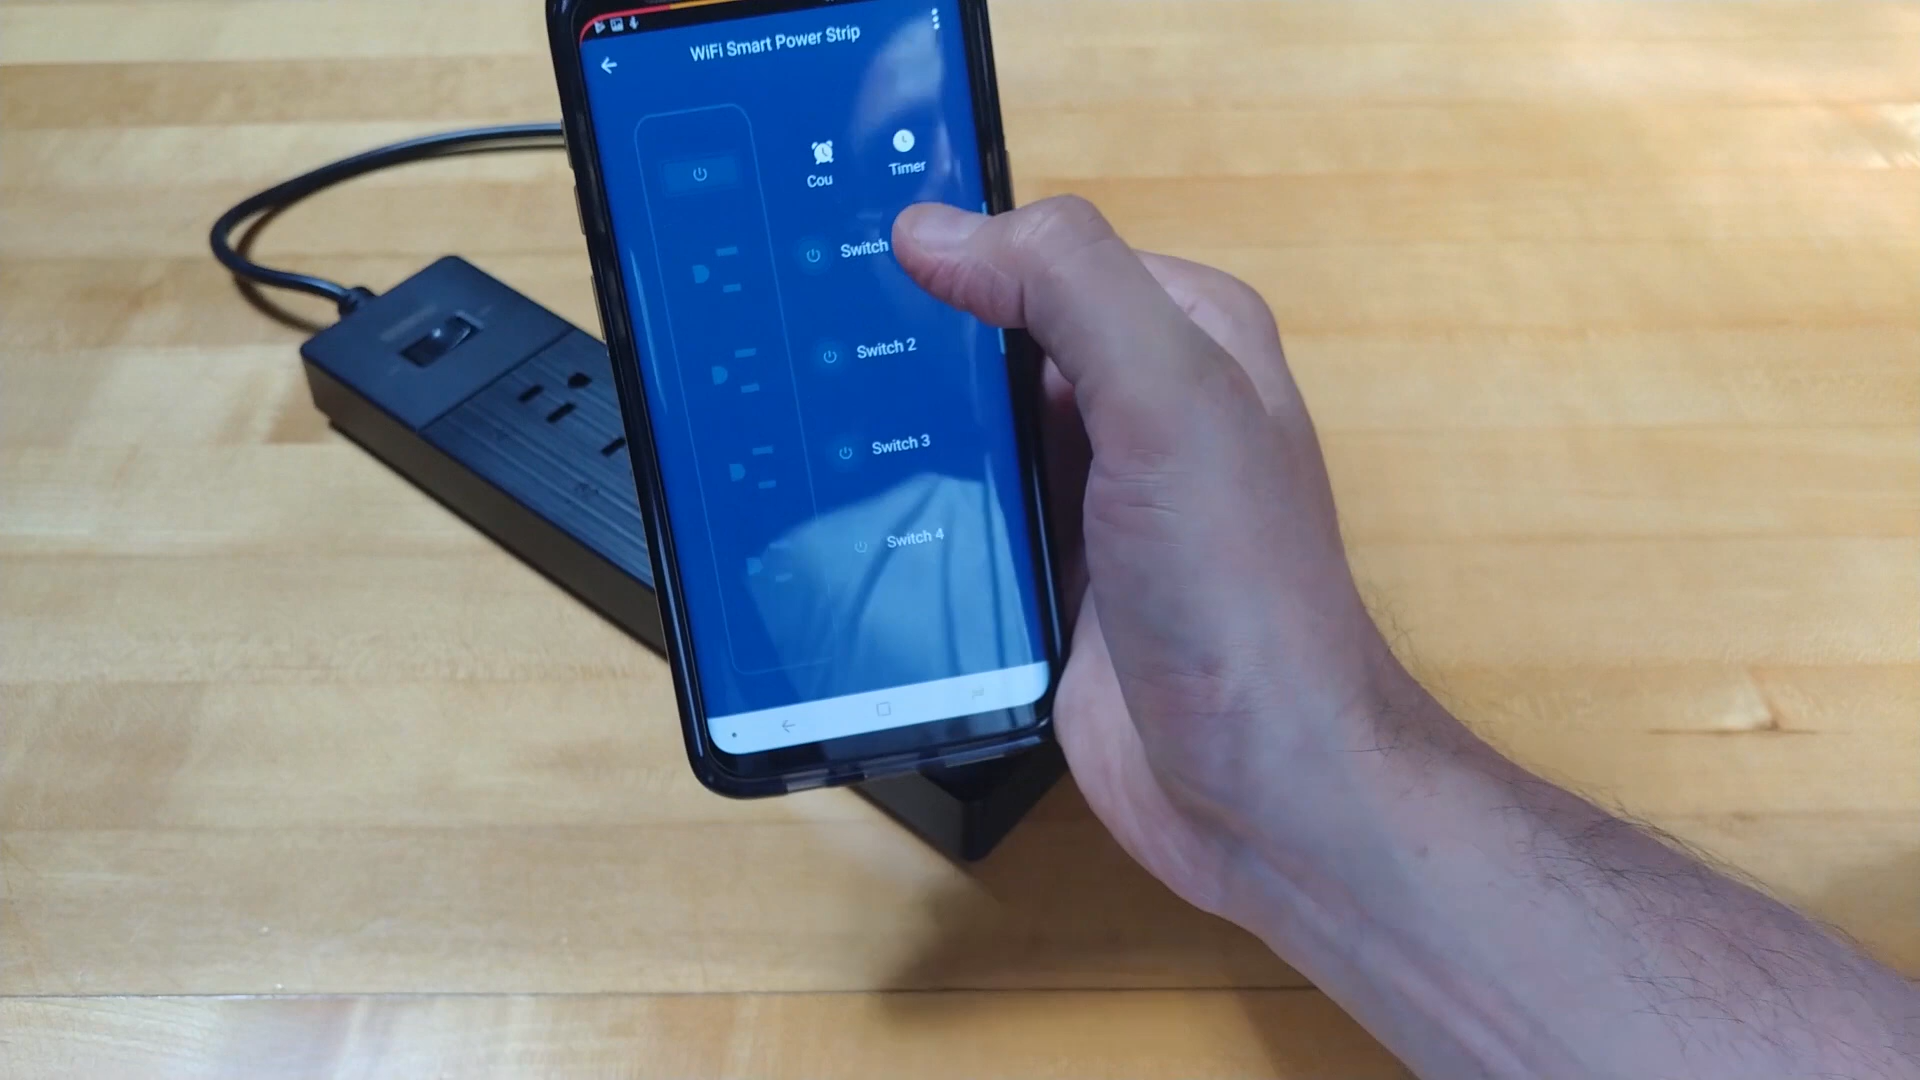 WiFi Smart Power Strip
Cou
Timer
Switch
Switch 2
Switch 3
Switch 4